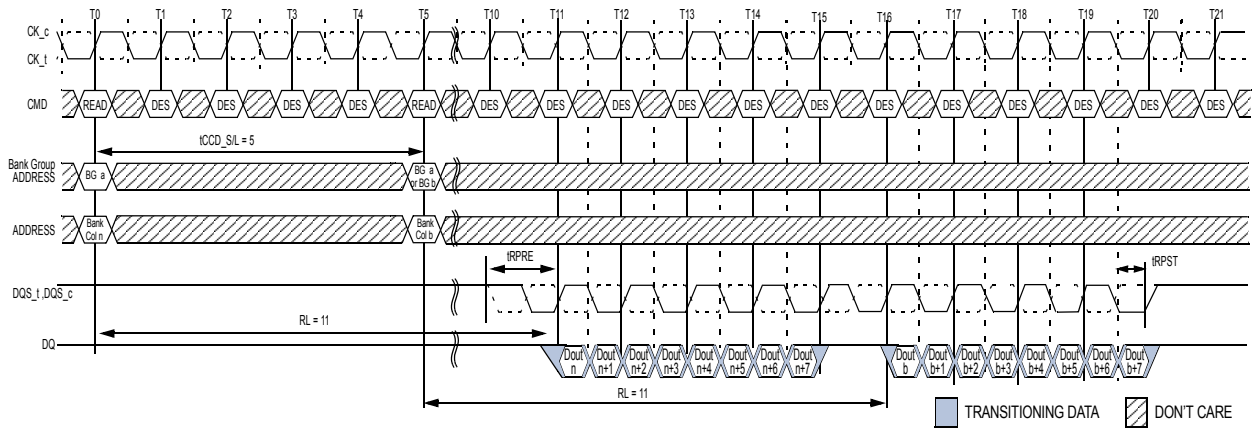 T0 T1 T2 T3 T4 T5 T10 T11 T12 T13 T14 T15 T16 T17 T18 T19 T20 T21
CK_c
CK_t
CMD READ DES DES DES DES READ DES DES DES DES DES DES DES DES DES DES DES DES
tCCD_S/L = 5
Bank Group
ADDRESS
BG a
BG a
or BG b
ADDRESS
Bank
Col n
Bank
Col b
tRPRE
tRPST
DQS_t ,DQS_c
RL = 11
DQ
Dout
n
Dout
n+1
Dout
n+2
Dout
n+3
Dout
n+4
Dout
n+5
Dout
n+6
Dout
n+7
Dout
b
Dout
b+1
Dout
b+2
Dout
b+3
Dout
b+4
Dout
b+5
Dout
b+6
Dout
b+7
RL = 11
TRANSITIONING DATA
DON'T CARE